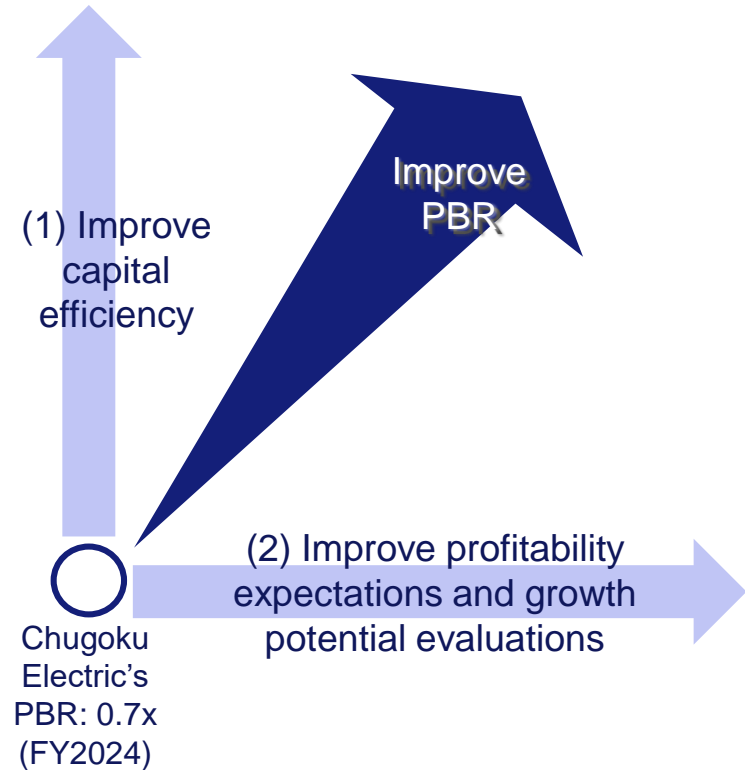 Improve
PBR
(1) Improve
capital
efficiency
(2) Improve profitability
expectations and growth
potential evaluations
Chugoku
Electric’s
PBR: 0.7x
(FY2024)